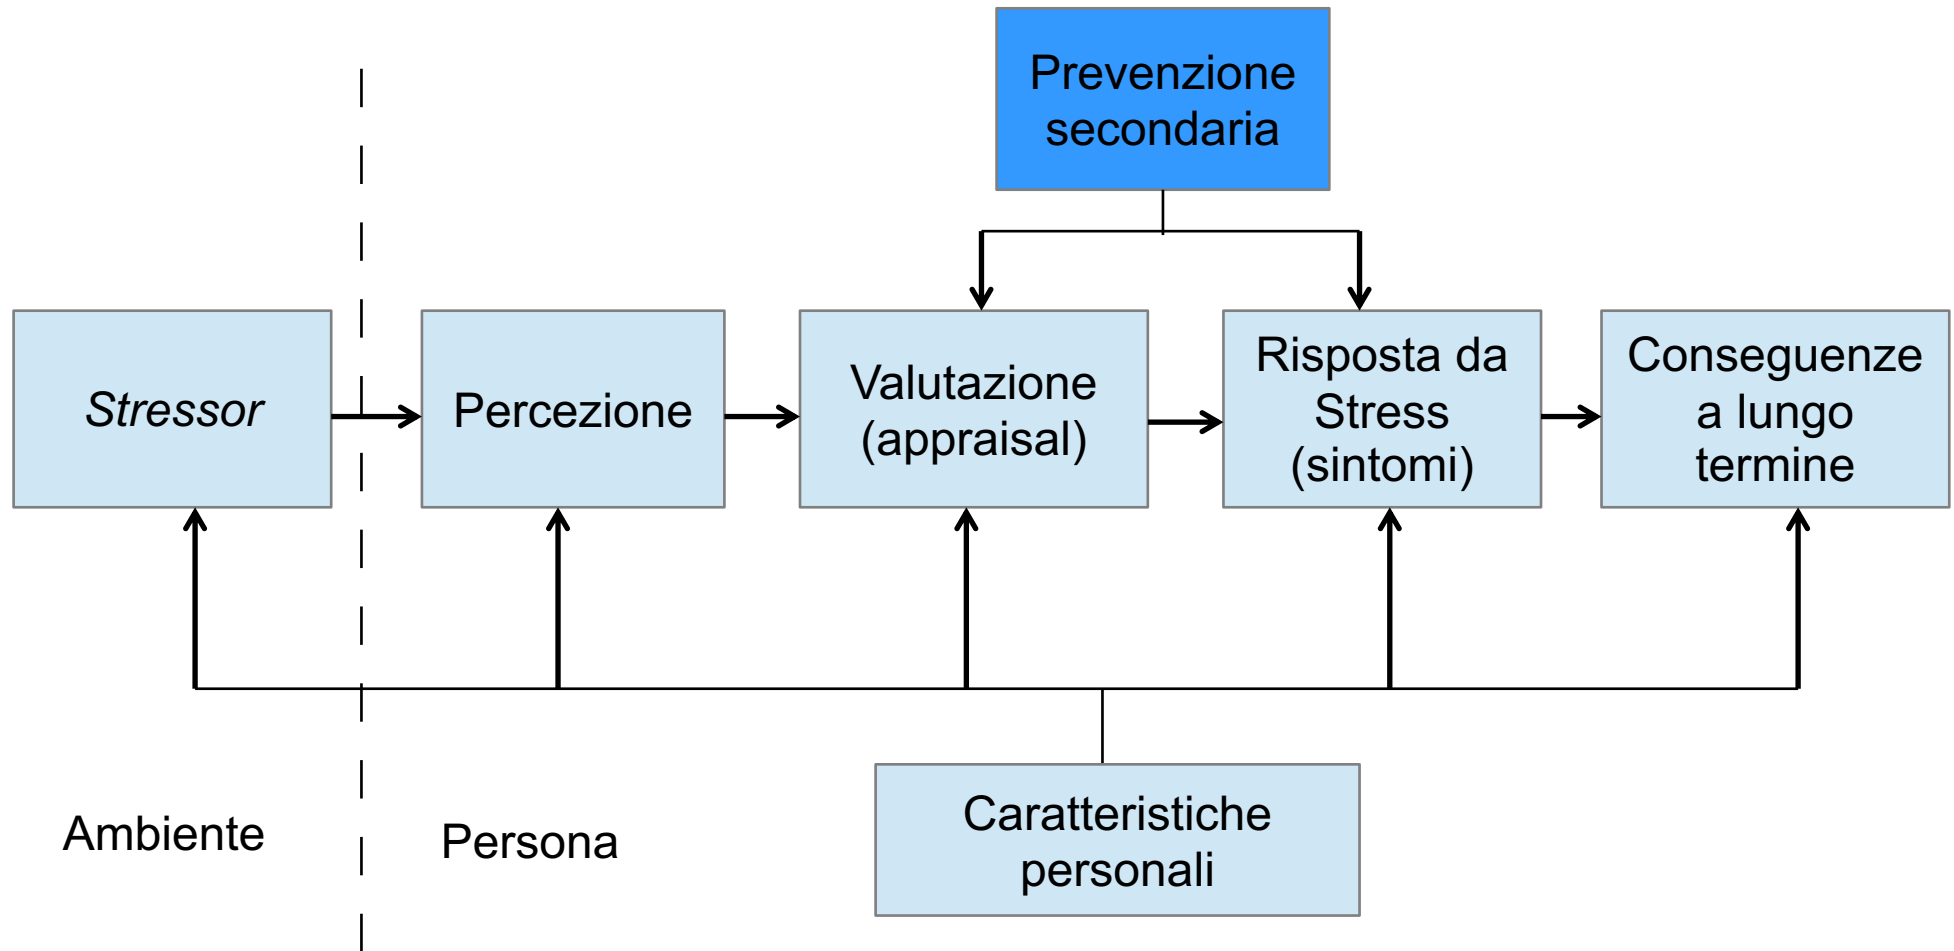 Prevenzione
secondaria
Stressor
Percezione
Valutazione
(appraisal)
Risposta da
Stress
(sintomi)
Conseguenze
a lungo
termine
Ambiente
Persona
Caratteristiche
personali